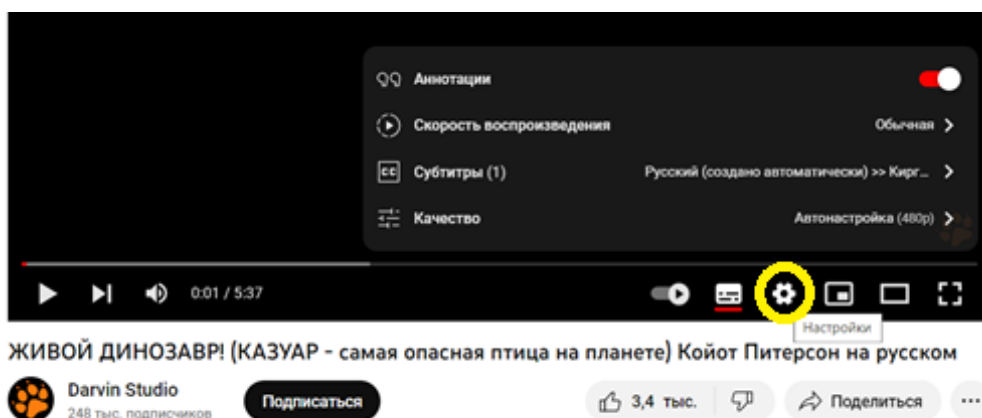 Аннотации
Скорость воспроизведения Обычная
Субтитры (1) Русский (создано автоматически) >> Кирг...
Качество Автонастройка (480p)
0:01 / 5:37
Настройки
ЖИВОЙ ДИНОЗАВР! (КАЗУАР - самая опасная птица на планете) Койот Питерсон на русском
Darvin Studio
248 тыс. подписчиков
Подписаться
3,4 тыс.
Поделиться